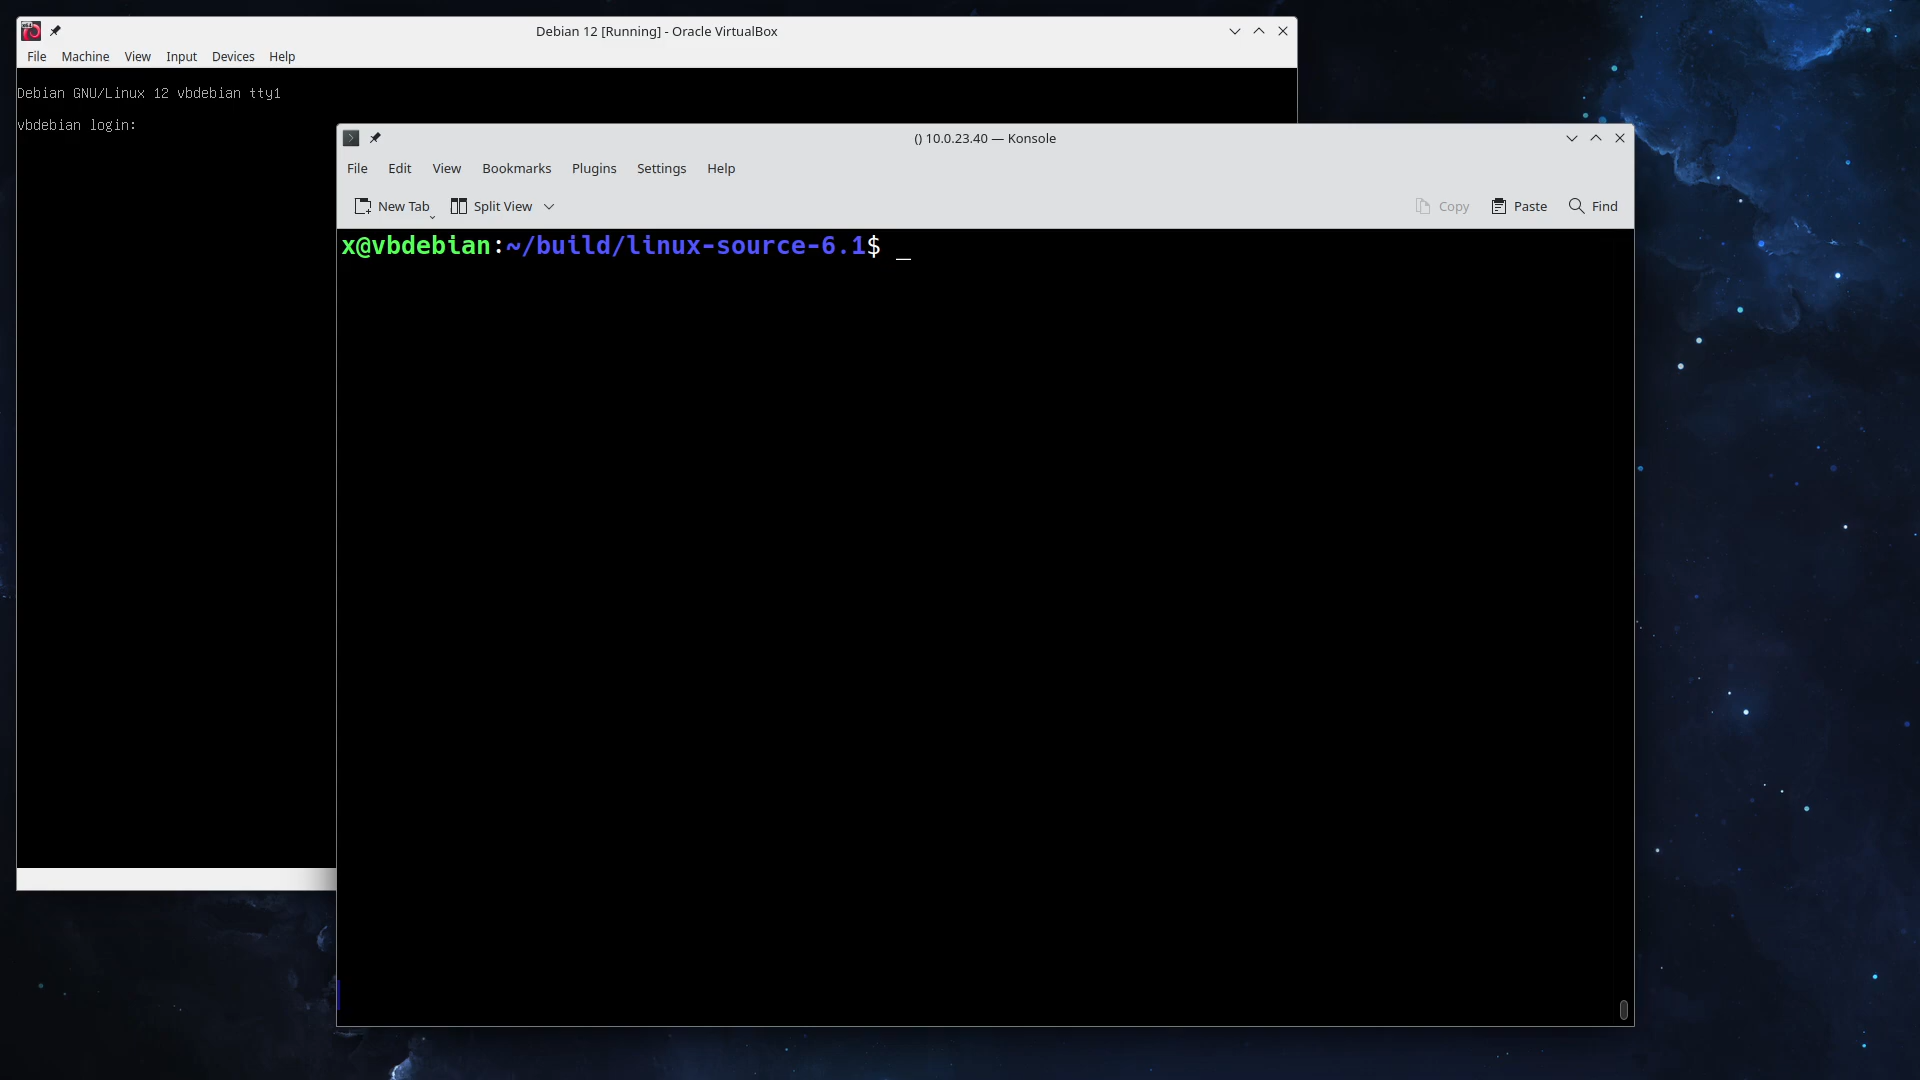 Debian 12 [Running] - Oracle VirtualBox
File Machine View Input Devices Help
Debian GNU/Linux 12 vbdebian tty1
vbdebian login:
() 10.0.23.40 — Konsole
File Edit View Bookmarks Plugins Settings Help
New Tab Split View Copy Paste Find
x@vbdebian:~/build/linux-source-6.1$ _